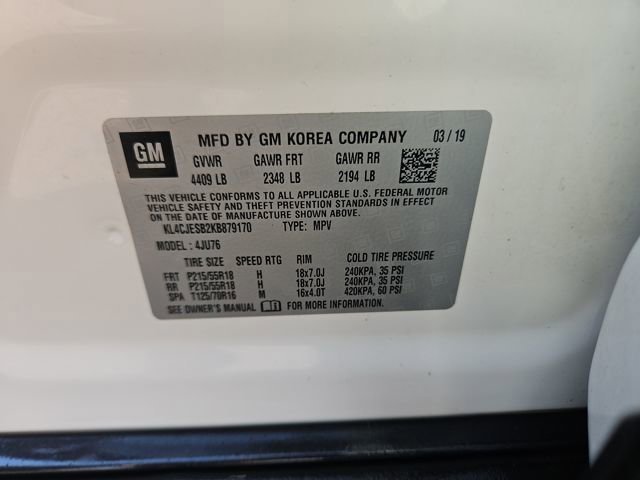 GM MFD BY GM KOREA COMPANY 03 / 19
GVWR GAWR FRT GAWR RR
4409 LB 2348 LB 2194 LB
THIS VEHICLE CONFORMS TO ALL APPLICABLE U.S. FEDERAL MOTOR
VEHICLE SAFETY AND THEFT PREVENTION STANDARDS IN EFFECT ON
THE DATE OF MANUFACTURE SHOWN ABOVE.
KL4CJESB2KB879170 TYPE: MPV
MODEL : 4JU76
TIRE SIZE SPEED RTG RIM COLD TIRE PRESSURE
FRT P215/55R18 H 18x7.0J 240KPA, 35 PSI
RR P215/55R18 H 18x7.0J 240KPA, 35 PSI
SPA T125/70R16 M 16x4.0T 420KPA, 60 PSI
SEE OWNER'S MANUAL FOR MORE INFORMATION.